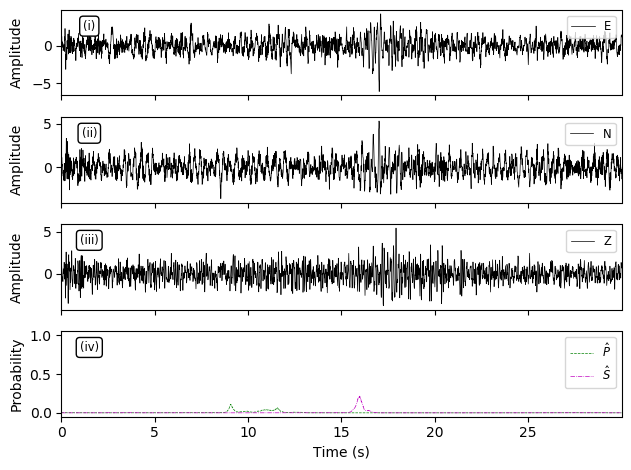 (i)
E
Amplitude
0
−5
(ii)
N
Amplitude
5
0
(iii)
Z
Amplitude
5
0
(iv)
P̂
Ŝ
Probability
1.0
0.5
0.0
0 5 10 15 20 25
Time (s)